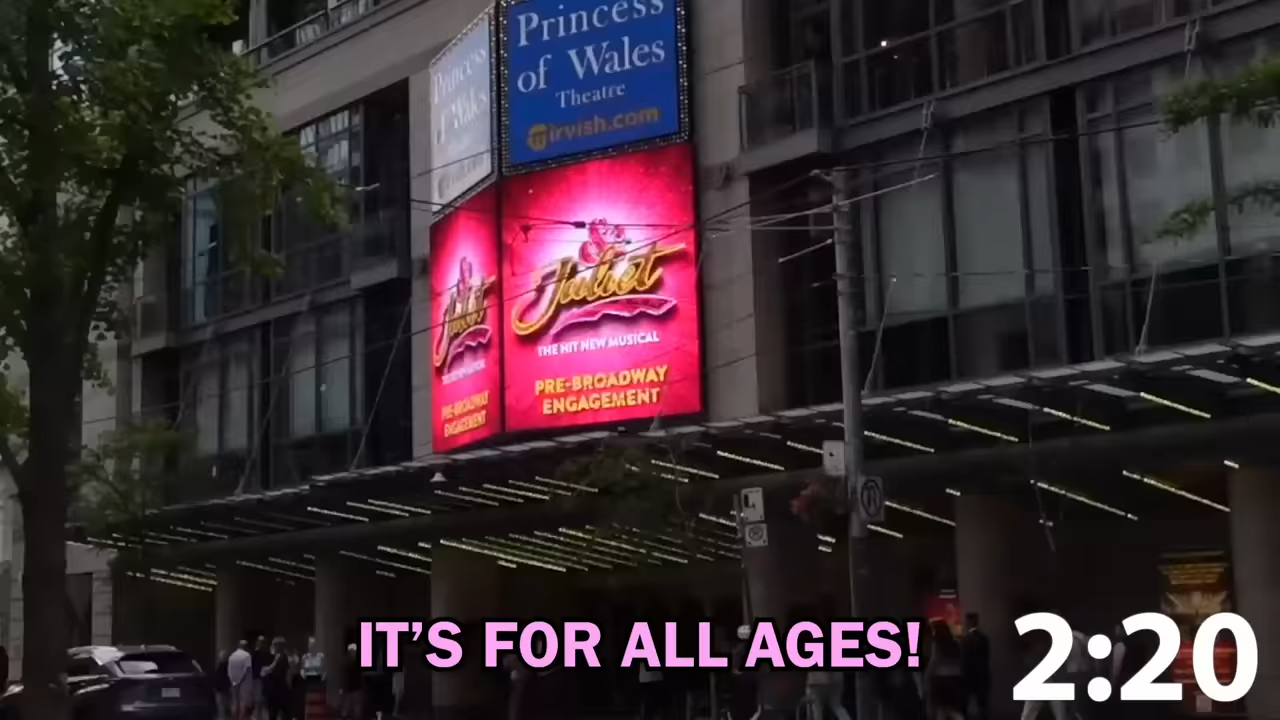 Princess
of Wales
Theatre
mirvish.com
Princess
of Wales
& Juliet
THE HIT NEW MUSICAL
PRE-BROADWAY
ENGAGEMENT
Juliet
PRE-BROADWAY
ENGAGEMENT
IT'S FOR ALL AGES!
2:20